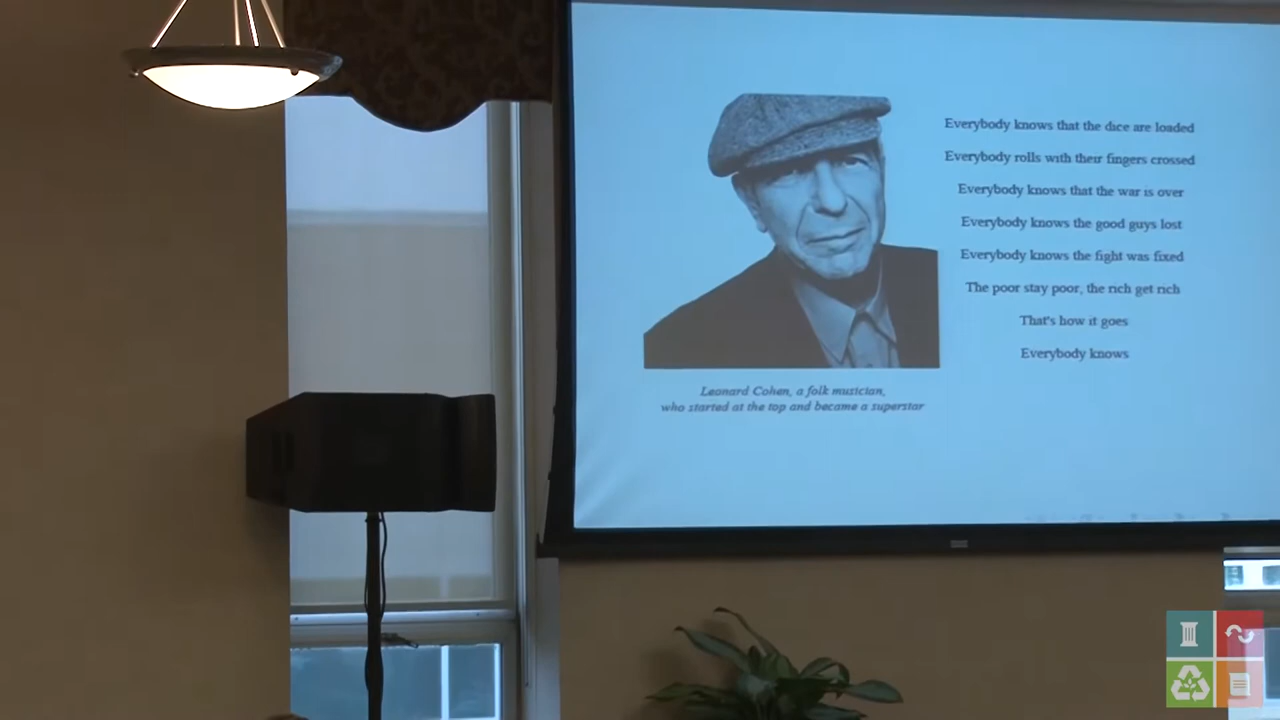 Everybody knows that the dice are loaded
Everybody rolls with their fingers crossed
Everybody knows that the war is over
Everybody knows the good guys lost
Everybody knows the fight was fixed
The poor stay poor, the rich get rich
That's how it goes
Everybody knows
Leonard Cohen, a folk musician,
who started at the top and became a superstar